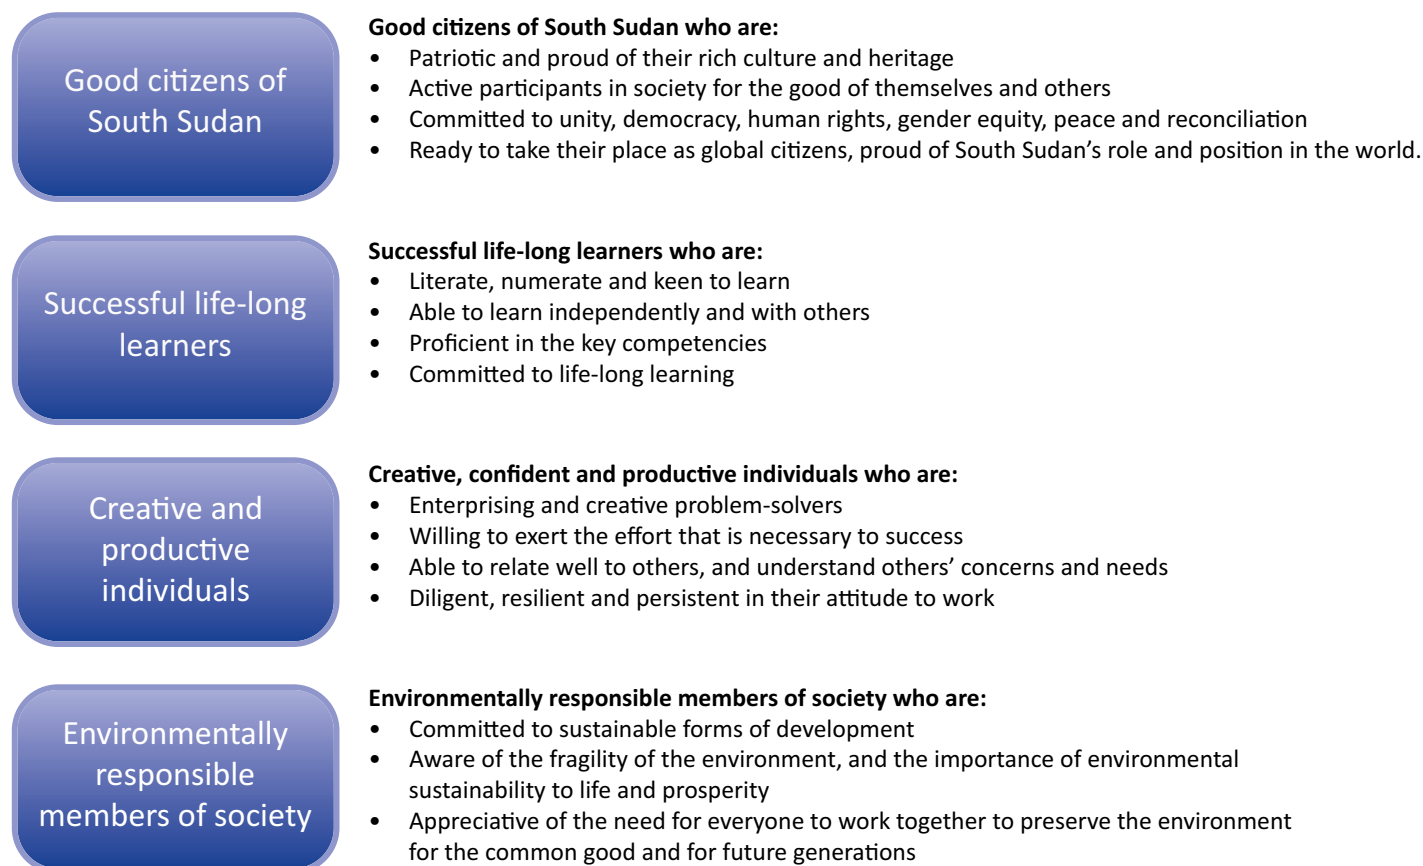 Good citizens of
South Sudan
Good citizens of South Sudan who are:
• Patriotic and proud of their rich culture and heritage
• Active participants in society for the good of themselves and others
• Committed to unity, democracy, human rights, gender equity, peace and reconciliation
• Ready to take their place as global citizens, proud of South Sudan’s role and position in the world.
Successful life-long
learners
Successful life-long learners who are:
• Literate, numerate and keen to learn
• Able to learn independently and with others
• Proficient in the key competencies
• Committed to life-long learning
Creative and
productive
individuals
Creative, confident and productive individuals who are:
• Enterprising and creative problem-solvers
• Willing to exert the effort that is necessary to success
• Able to relate well to others, and understand others’ concerns and needs
• Diligent, resilient and persistent in their attitude to work
Environmentally
responsible
members of society
Environmentally responsible members of society who are:
• Committed to sustainable forms of development
• Aware of the fragility of the environment, and the importance of environmental
sustainability to life and prosperity
• Appreciative of the need for everyone to work together to preserve the environment
for the common good and for future generations